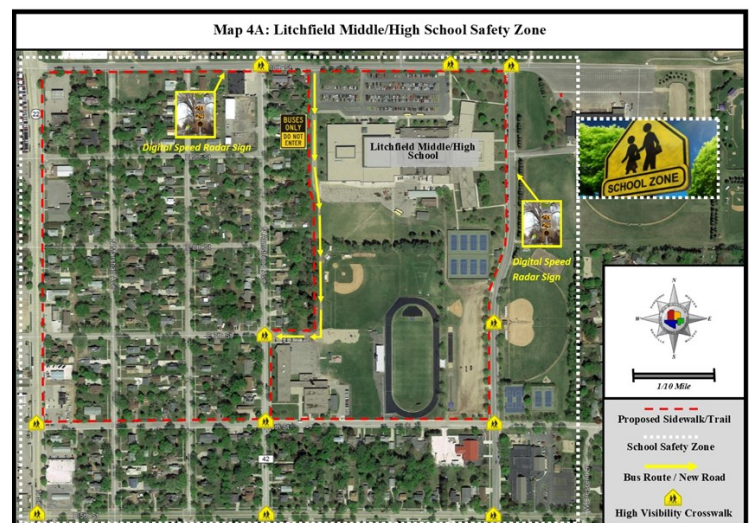 Map 4A: Litchfield Middle/High School Safety Zone
22
BUSES
ONLY
DO NOT
ENTER
Digital Speed Radar Sign
Litchfield Middle/High
School
SCHOOL ZONE
Digital Speed
Radar Sign
N
W
E
S
1/10 Mile
42
Proposed Sidewalk/Trail
School Safety Zone
Bus Route / New Road
High Visibility Crosswalk